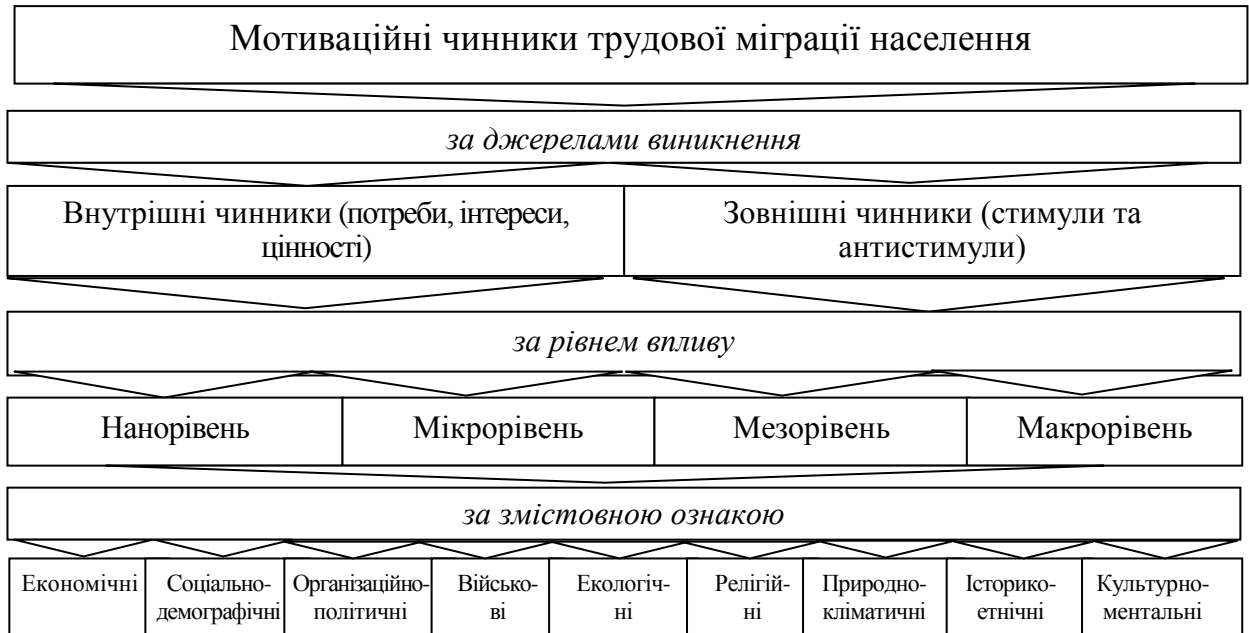 Мотиваційні чинники трудової міграції населення
за джерелами виникнення
Внутрішні чинники (потреби, інтереси,
цінності)
Зовнішні чинники (стимули та
антистимули)
за рівнем впливу
Нанорівень
Мікрорівень
Мезорівень
Макрорівень
за змістовною ознакою
Економічні
Соціально-
демографічні
Організаційно-
політичні
Військо-
ві
Екологіч-
ні
Релігій-
ні
Природно-
кліматичні
Історико-
етнічні
Культурно-
ментальні